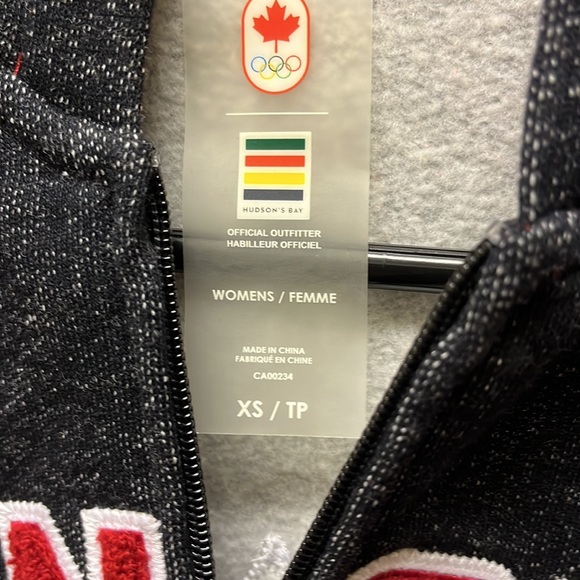 HUDSON'S BAY
OFFICIAL OUTFITTER
HABILLEUR OFFICIEL
WOMENS / FEMME
MADE IN CHINA
FABRIQUÉ EN CHINE
CA00234
XS / TP
N